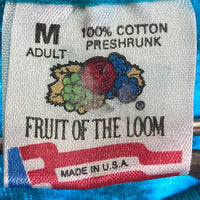 M 100% COTTON
ADULT PRESHRUNK
®
FRUIT OF THE LOOM
MADE IN U.S.A.